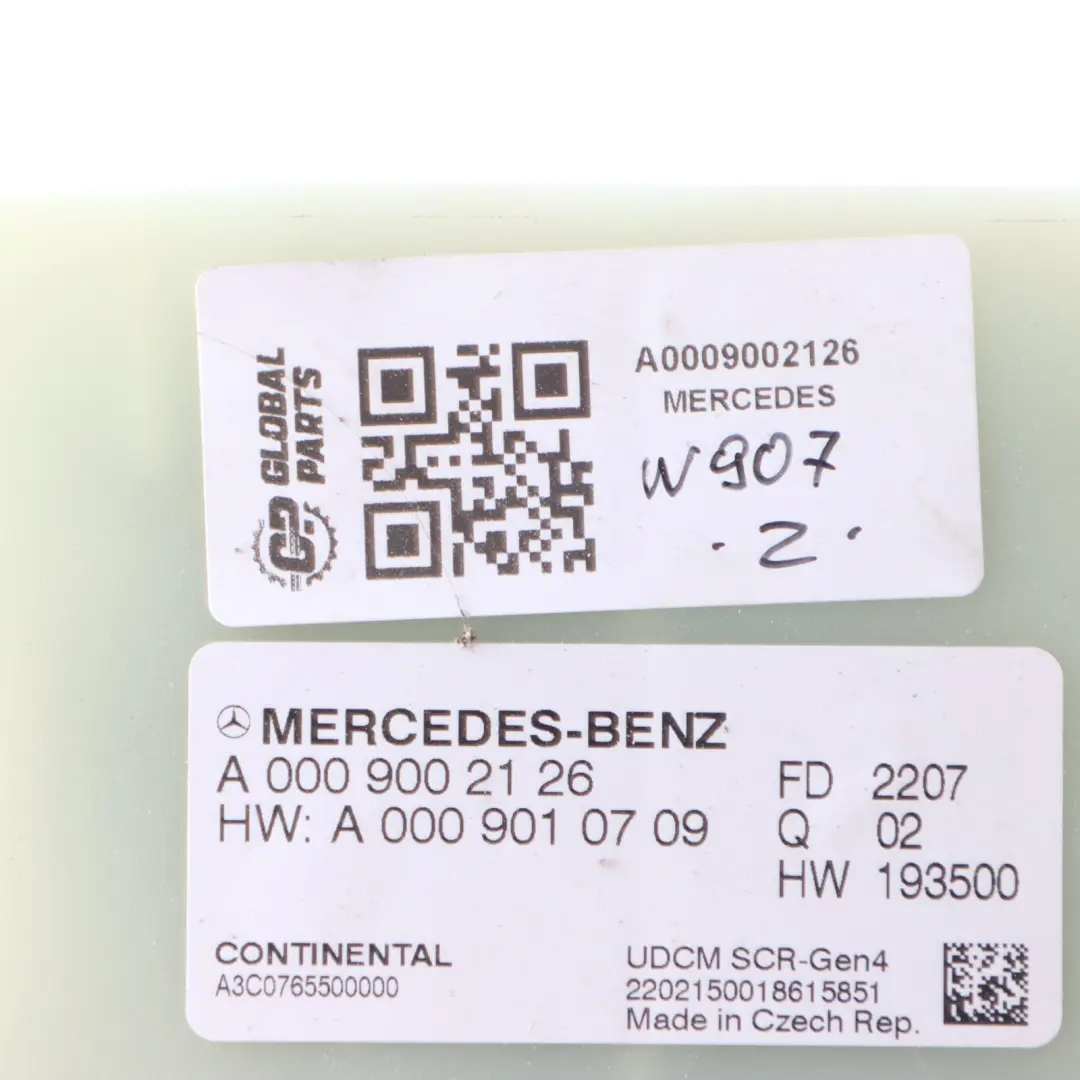 GLOBAL
PARTS
GP
A0009002126
MERCEDES
W907
. Z .
MERCEDES-BENZ
A 000 900 21 26
HW: A 000 901 07 09
FD 2207
Q 02
HW 193500
CONTINENTAL
A3C0765500000
UDCM SCR-Gen4
2202150018615851
Made in Czech Rep.